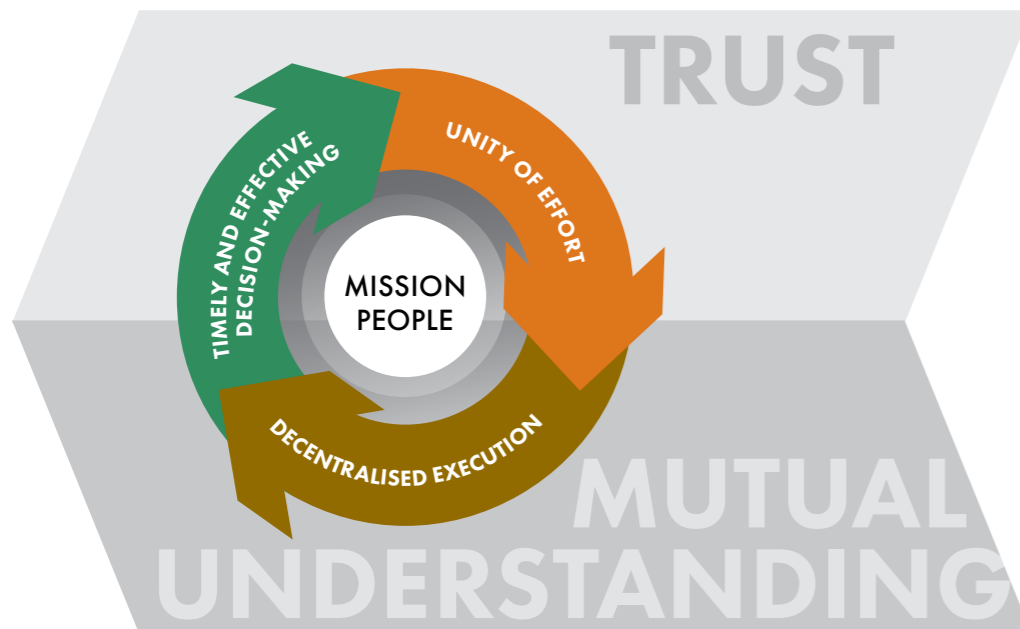 TRUST
UNITY OF EFFORT
TIMELY AND EFFECTIVE
DECISION-MAKING
MISSION
PEOPLE
DECENTRALISED EXECUTION
MUTUAL
UNDERSTANDING